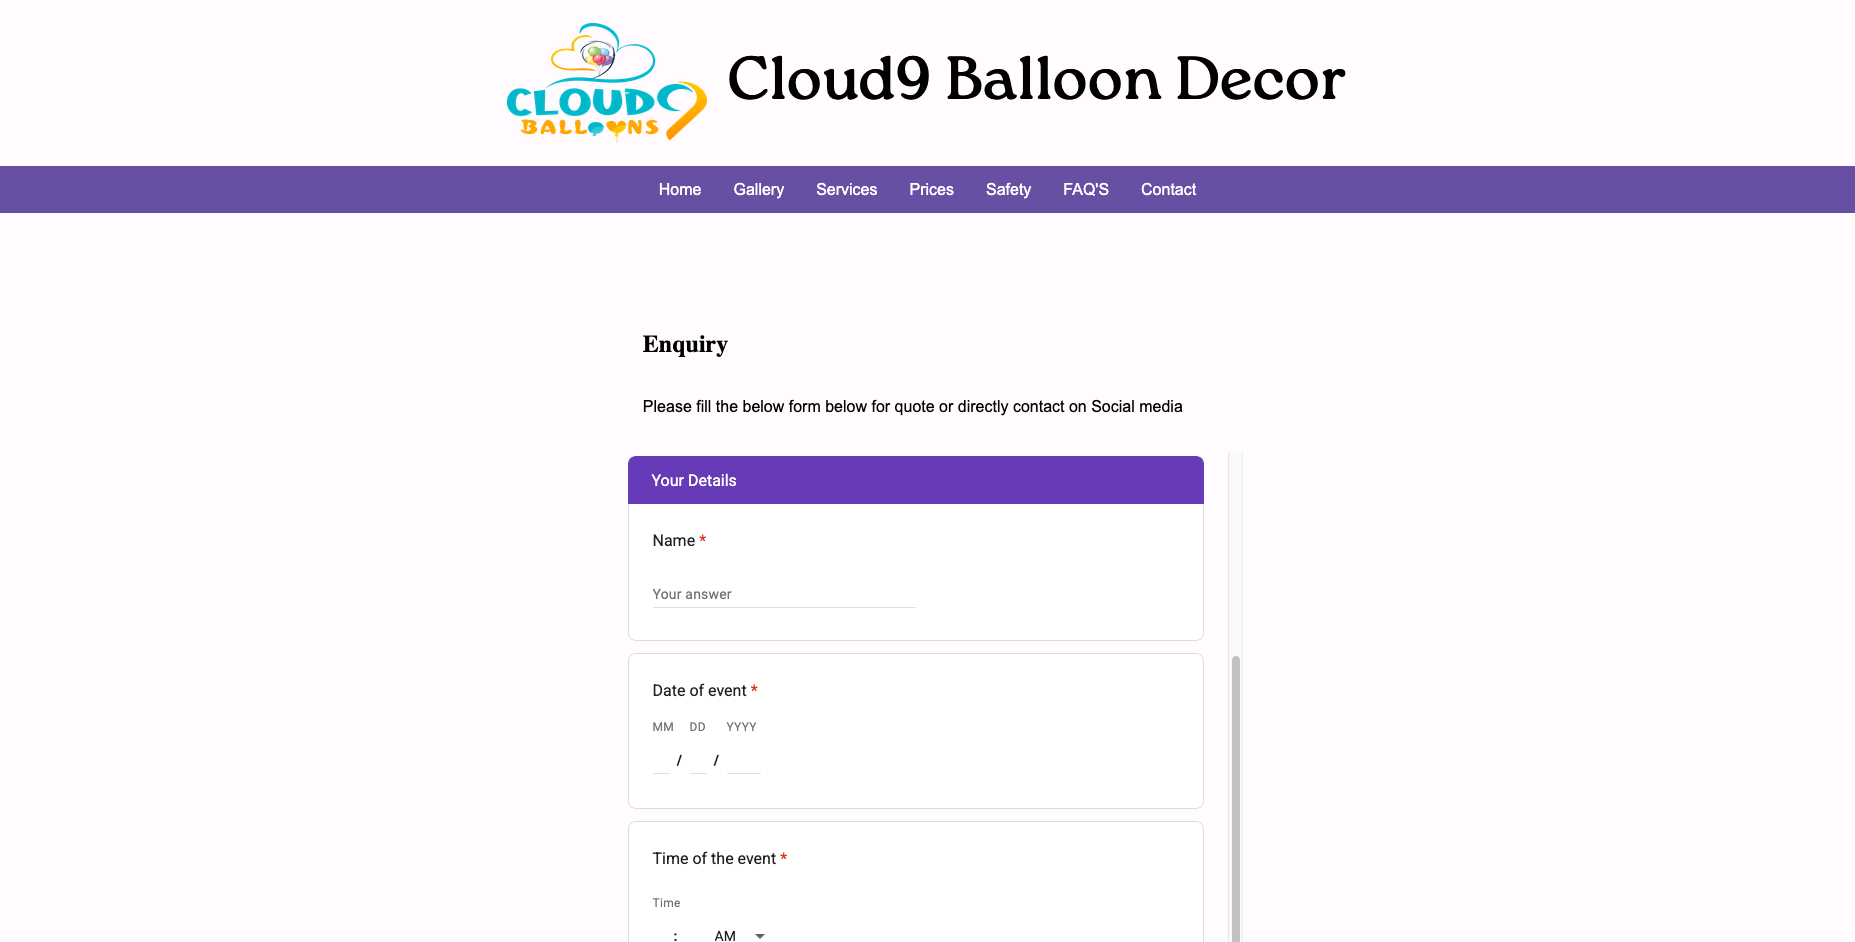 CLOUD9
BALLOONS
Cloud9 Balloon Decor
Home Gallery Services Prices Safety FAQ'S Contact
Enquiry
Please fill the below form below for quote or directly contact on Social media
Your Details
Name *
Your answer
Date of event *
MM DD YYYY
/ /
Time of the event *
Time
: AM